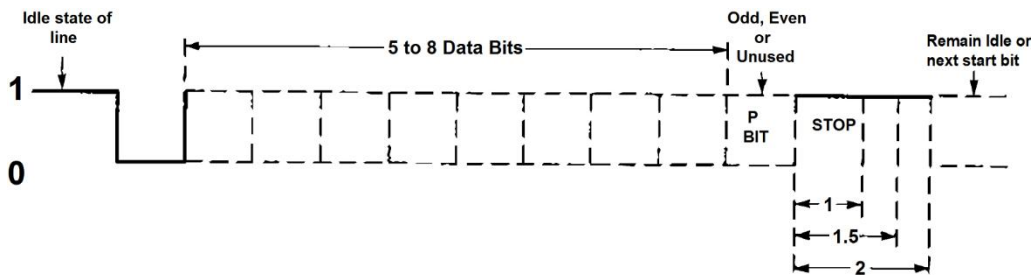 Idle state of
line
5 to 8 Data Bits
Odd, Even
or
Unused
Remain Idle or
next start bit
1
0
P
BIT
STOP
1
1.5
2